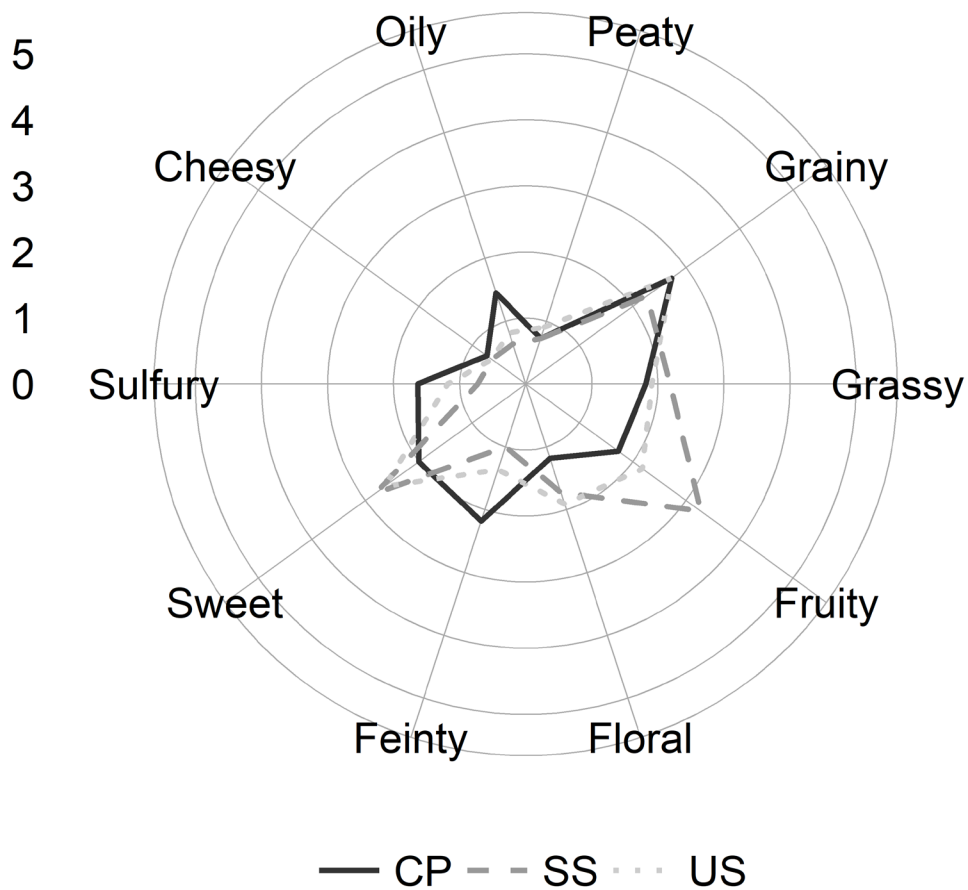 Oily Peaty
5
4
Cheesy Grainy
3
2
1
0 Sulfury Grassy
Sweet Fruity
Feinty Floral
CP SS US